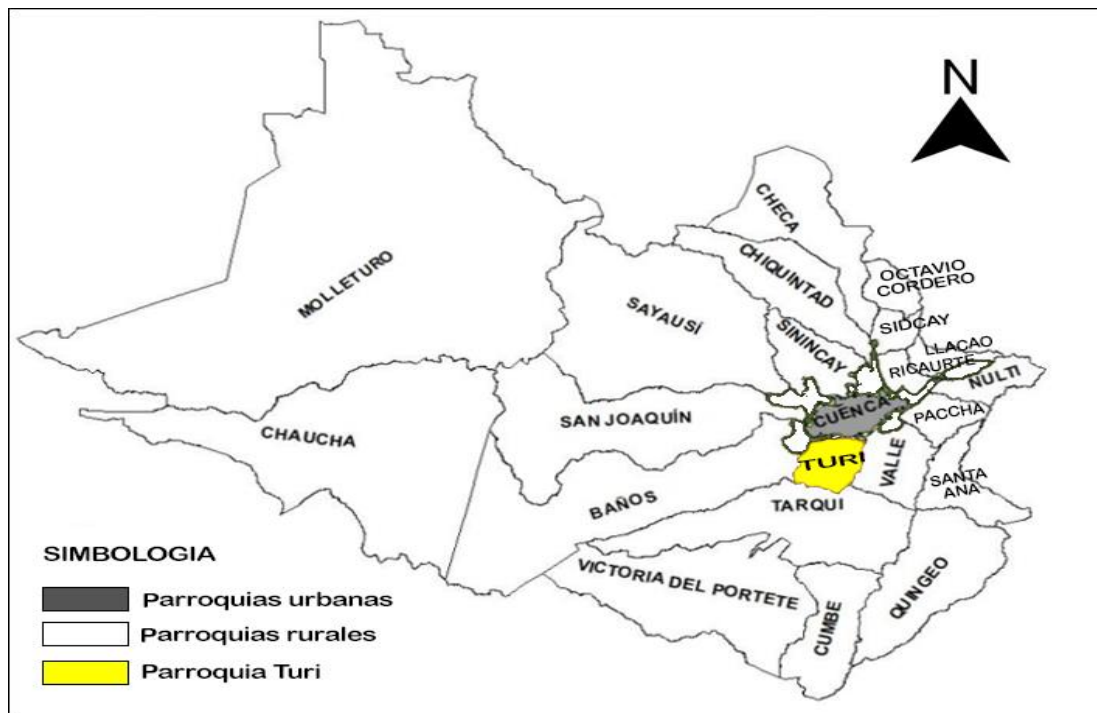 N
CHECA
CHIQUINTAD
OCTAVIO
CORDERO
MOLLETURO
SAYAUSÍ
SIDCAY
SININCAY
LLACAO
RICAURTE
NULTI
CUENCA
PACCHA
SAN JOAQUÍN
CHAUCHA
TURI
VALLE
SANTA
ANA
BAÑOS
TARQUI
VICTORIA DEL PORTETE
CUMBE
QUINGEO
SIMBOLOGIA
Parroquias urbanas
Parroquias rurales
Parroquia Turi